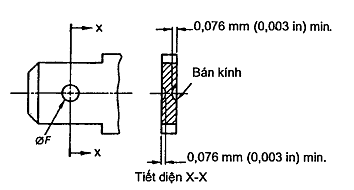 x
0,076 mm (0,003 in) min.
Bán kính
ØF
x
0,076 mm (0,003 in) min.
Tiết diện X-X